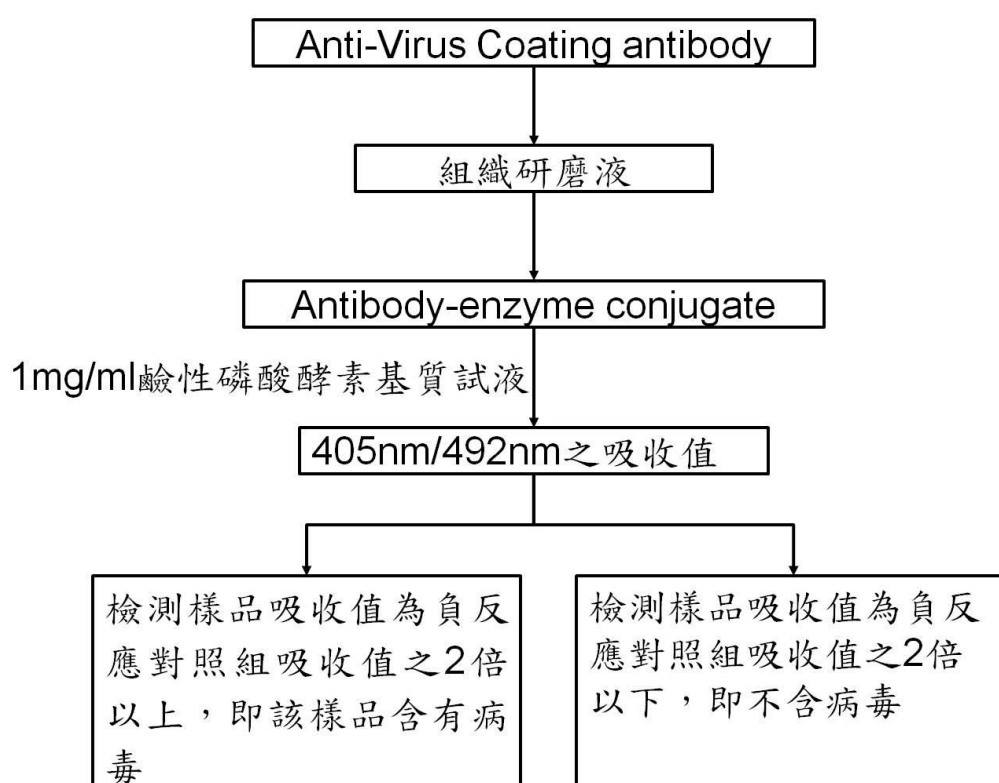 Anti-Virus Coating antibody
組織研磨液
Antibody-enzyme conjugate
1mg/ml鹼性磷酸酵素基質試液
405nm/492nm之吸收值
檢測樣品吸收值為負反
應對照組吸收值之2倍
以上，即該樣品含有病
毒
檢測樣品吸收值為負反
應對照組吸收值之2倍
以下，即不含病毒